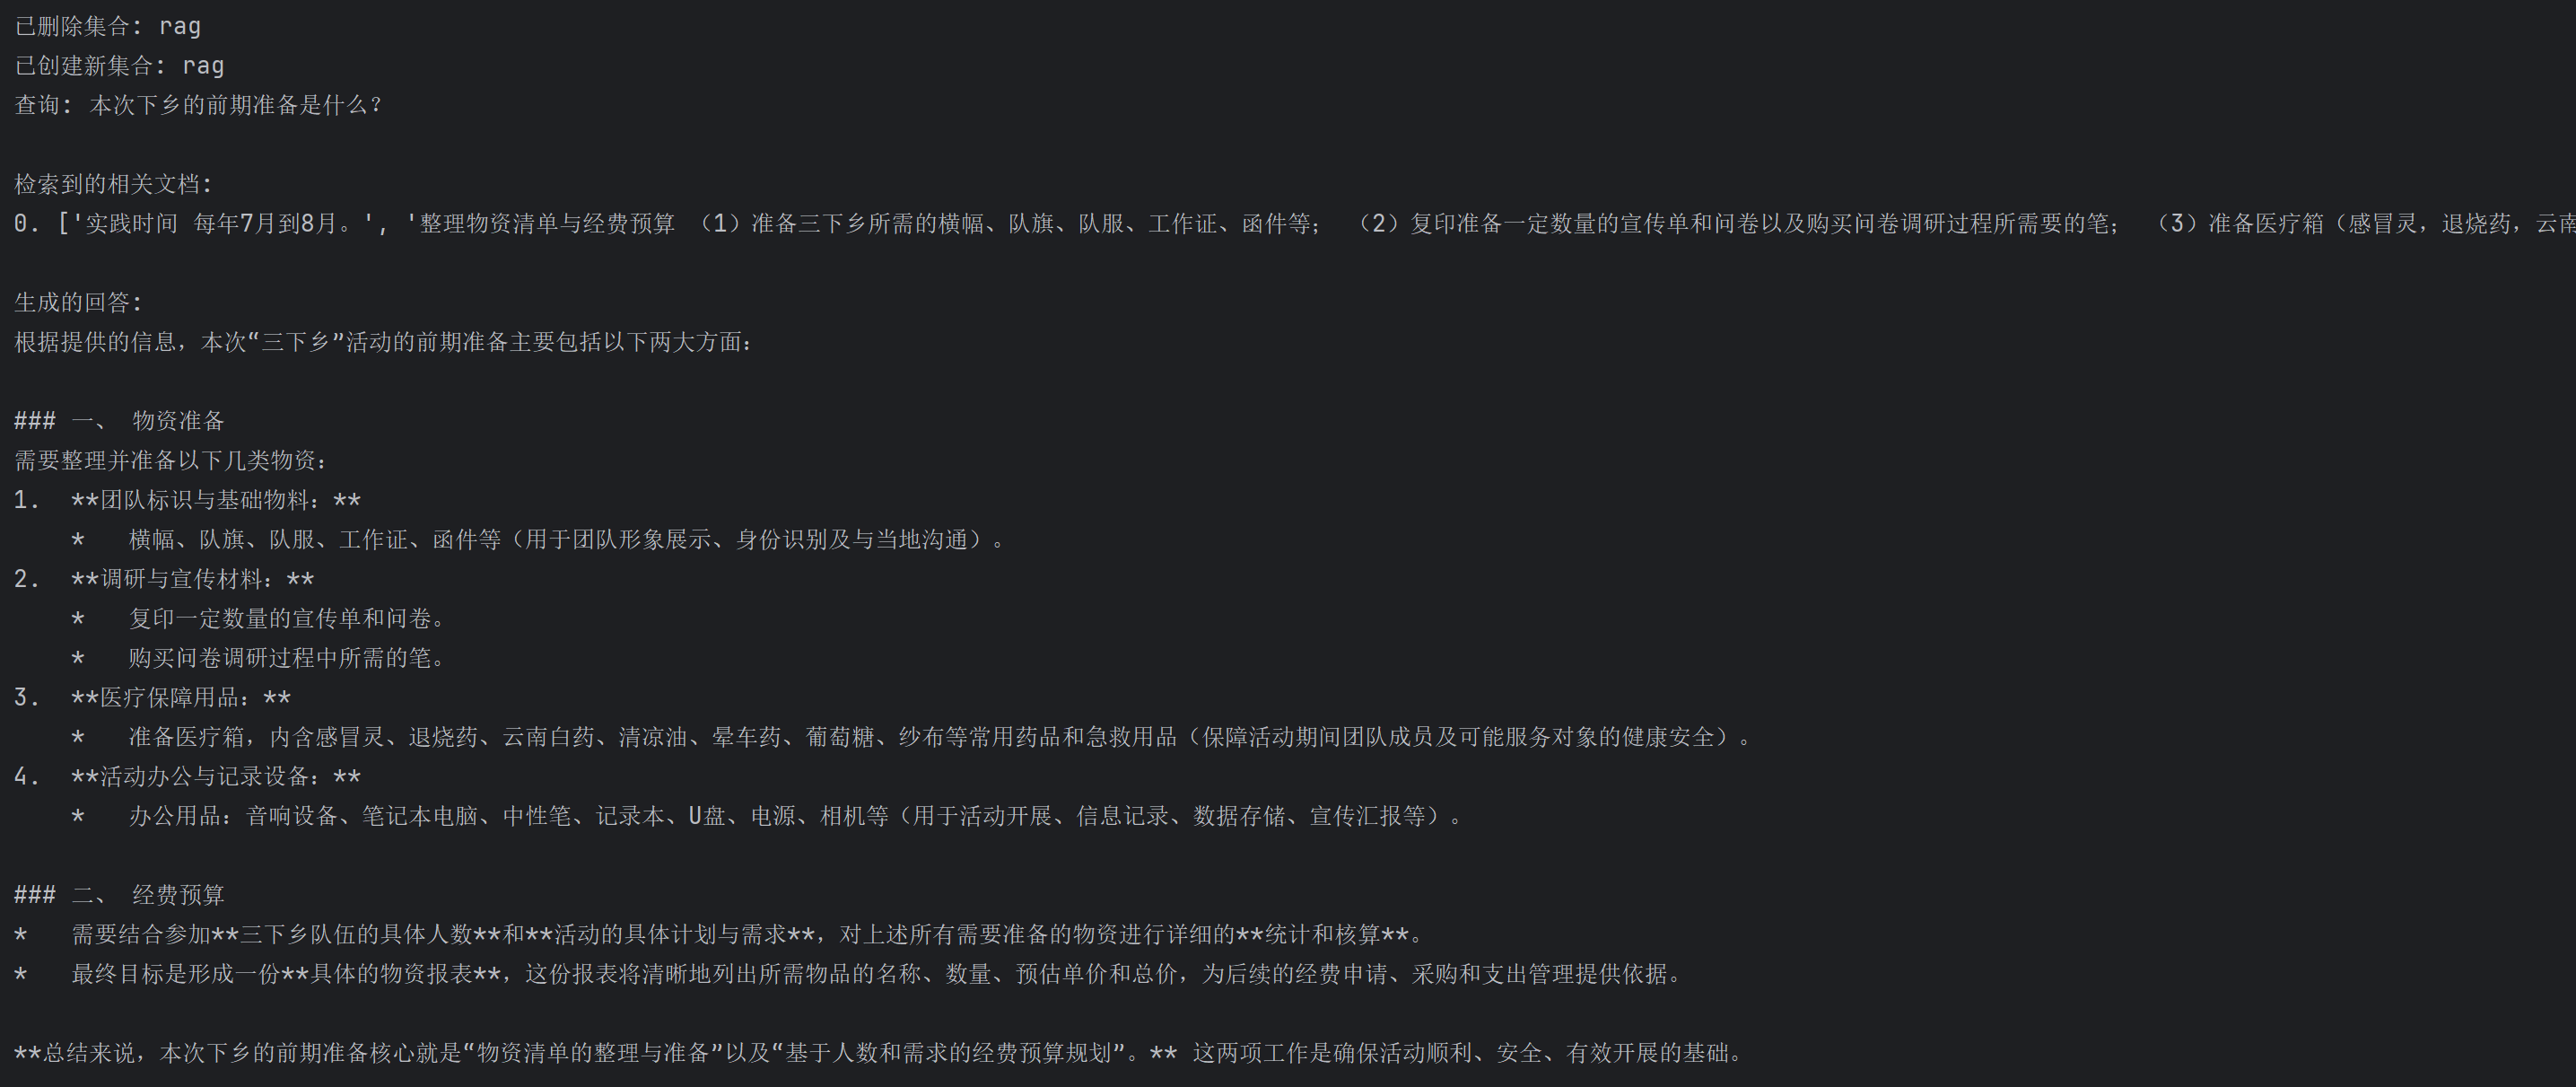 已删除集合: rag
已创建新集合: rag
查询: 本次下乡的前期准备是什么?
检索到的相关文档:
0. ['实践时间 每年7月到8月。', '整理物资清单与经费预算 （1）准备三下乡所需的横幅、队旗、队服、工作证、函件等; （2）复印准备一定数量的宣传单和问卷以及购买问卷调研过程所需要的笔; （3）准备医疗箱（感冒灵，退烧药，云南
生成的回答:
根据提供的信息，本次“三下乡”活动的前期准备主要包括以下两大方面：
### 一、 物资准备
需要整理并准备以下几类物资：
1.  **团队标识与基础物料：**
    *   横幅、队旗、队服、工作证、函件等（用于团队形象展示、身份识别及与当地沟通）。
2.  **调研与宣传材料：**
    *   复印一定数量的宣传单和问卷。
    *   购买问卷调研过程中所需的笔。
3.  **医疗保障用品：**
    *   准备医疗箱，内含感冒灵、退烧药、云南白药、清凉油、晕车药、葡萄糖、纱布等常用药品和急救用品（保障活动期间团队成员及可能服务对象的健康安全）。
4.  **活动办公与记录设备：**
    *   办公用品：音响设备、笔记本电脑、中性笔、记录本、U盘、电源、相机等（用于活动开展、信息记录、数据存储、宣传汇报等）。
### 二、 经费预算
*   需要结合参加**三下乡队伍的具体人数**和**活动的具体计划与需求**，对上述所有需要准备的物资进行详细的**统计和核算**。
*   最终目标是形成一份**具体的物资报表**，这份报表将清晰地列出所需物品的名称、数量、预估单价和总价，为后续的经费申请、采购和支出管理提供依据。
**总结来说，本次下乡的前期准备核心就是“物资清单的整理与准备”以及“基于人数和需求的经费预算规划”。** 这两项工作是确保活动顺利、安全、有效开展的基础。